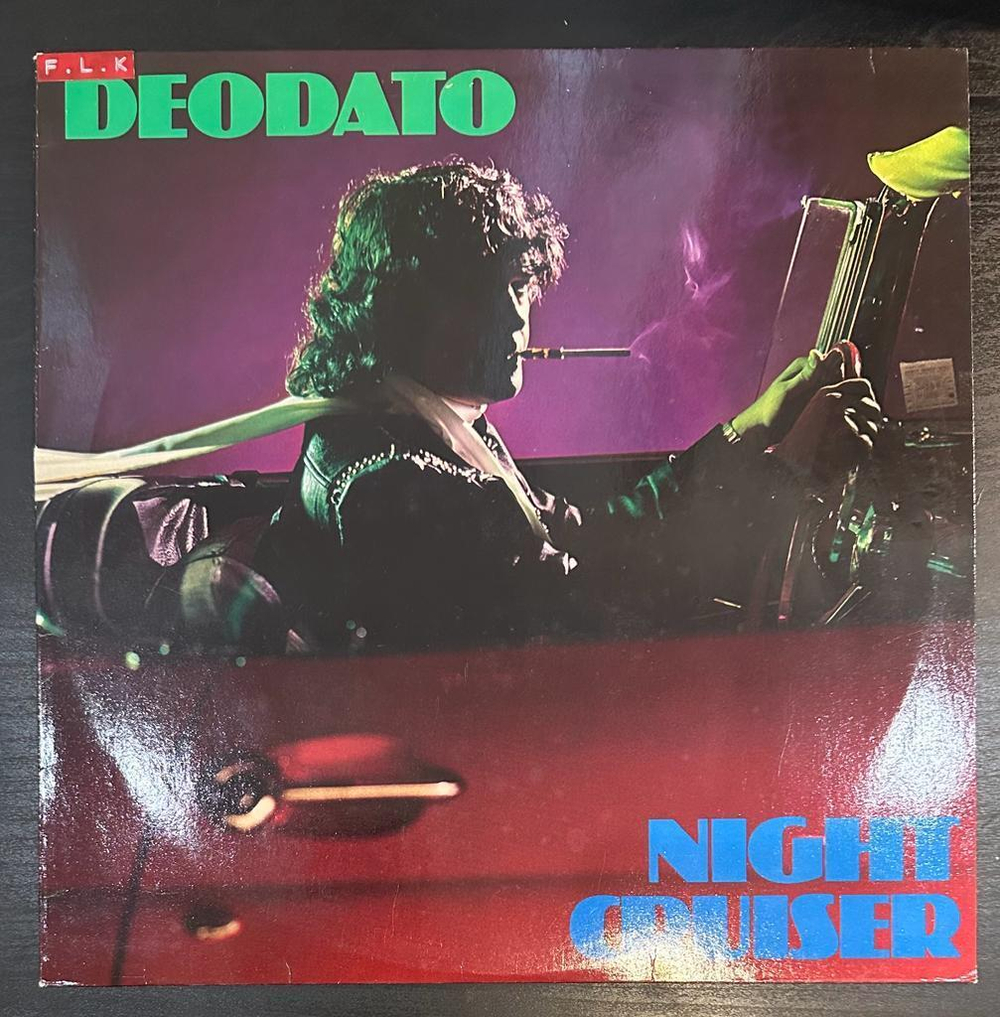 F.L.K
DEODATO
NIGHT
CRUISER